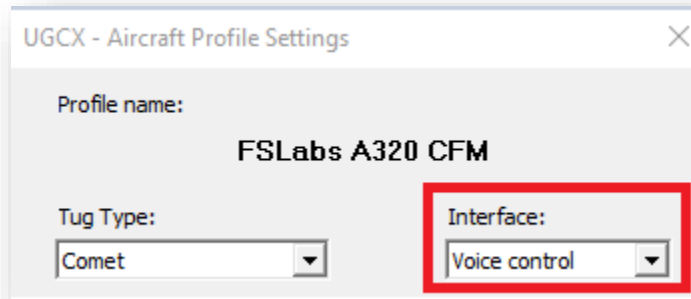 UGCX - Aircraft Profile Settings
Profile name:
FSLabs A320 CFM
Tug Type:
Interface:
Comet
Voice control